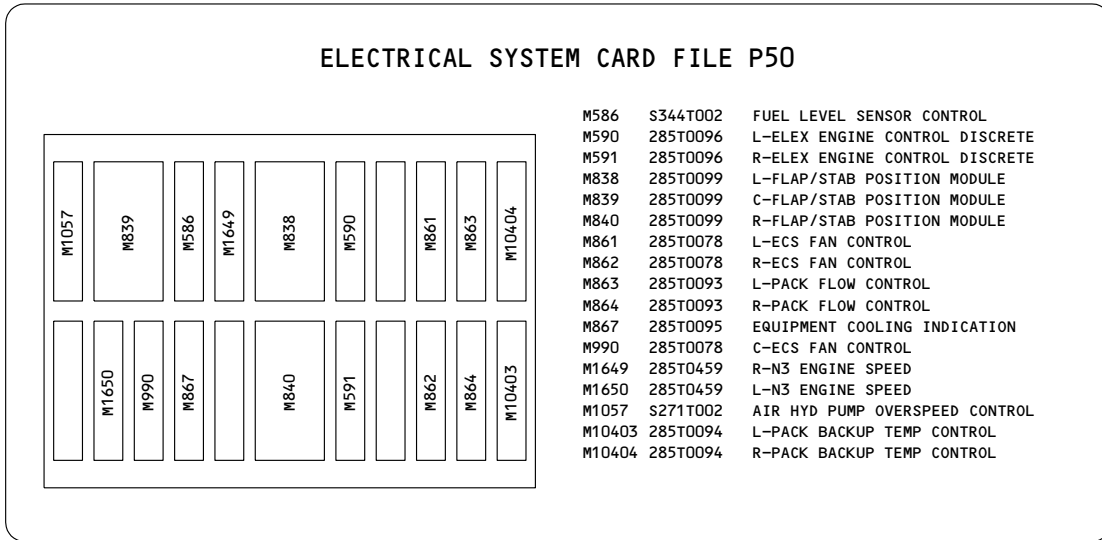 ELECTRICAL SYSTEM CARD FILE P50
M1057 M839 M586 M1649 M838 M590 M861 M863 M10404
M1650 M990 M867 M840 M591 M862 M864 M10403
M586 S344T002 FUEL LEVEL SENSOR CONTROL
M590 285T0096 L-ELEX ENGINE CONTROL DISCRETE
M591 285T0096 R-ELEX ENGINE CONTROL DISCRETE
M838 285T0099 L-FLAP/STAB POSITION MODULE
M839 285T0099 C-FLAP/STAB POSITION MODULE
M840 285T0099 R-FLAP/STAB POSITION MODULE
M861 285T0078 L-ECS FAN CONTROL
M862 285T0078 R-ECS FAN CONTROL
M863 285T0093 L-PACK FLOW CONTROL
M864 285T0093 R-PACK FLOW CONTROL
M867 285T0095 EQUIPMENT COOLING INDICATION
M990 285T0078 C-ECS FAN CONTROL
M1649 285T0459 R-N3 ENGINE SPEED
M1650 285T0459 L-N3 ENGINE SPEED
M1057 S271T002 AIR HYD PUMP OVERSPEED CONTROL
M10403 285T0094 L-PACK BACKUP TEMP CONTROL
M10404 285T0094 R-PACK BACKUP TEMP CONTROL